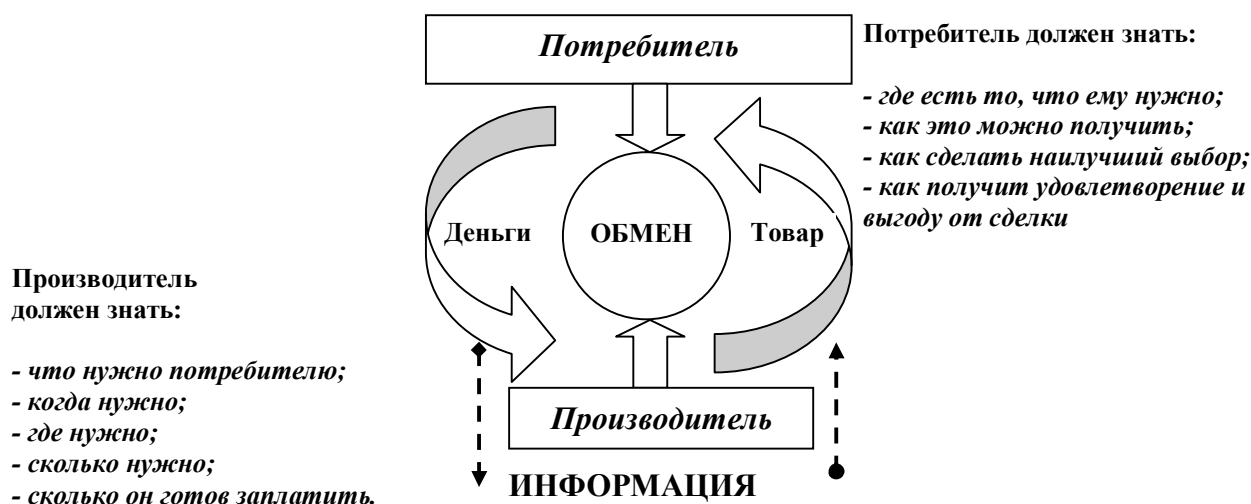 Потребитель
Потребитель должен знать:
- где есть то, что ему нужно;
- как это можно получить;
- как сделать наилучший выбор;
- как получит удовлетворение и
выгоду от сделки
Деньги
ОБМЕН
Товар
Производитель
должен знать:
- что нужно потребителю;
- когда нужно;
- где нужно;
- сколько нужно;
- сколько он готов заплатить.
Производитель
ИНФОРМАЦИЯ